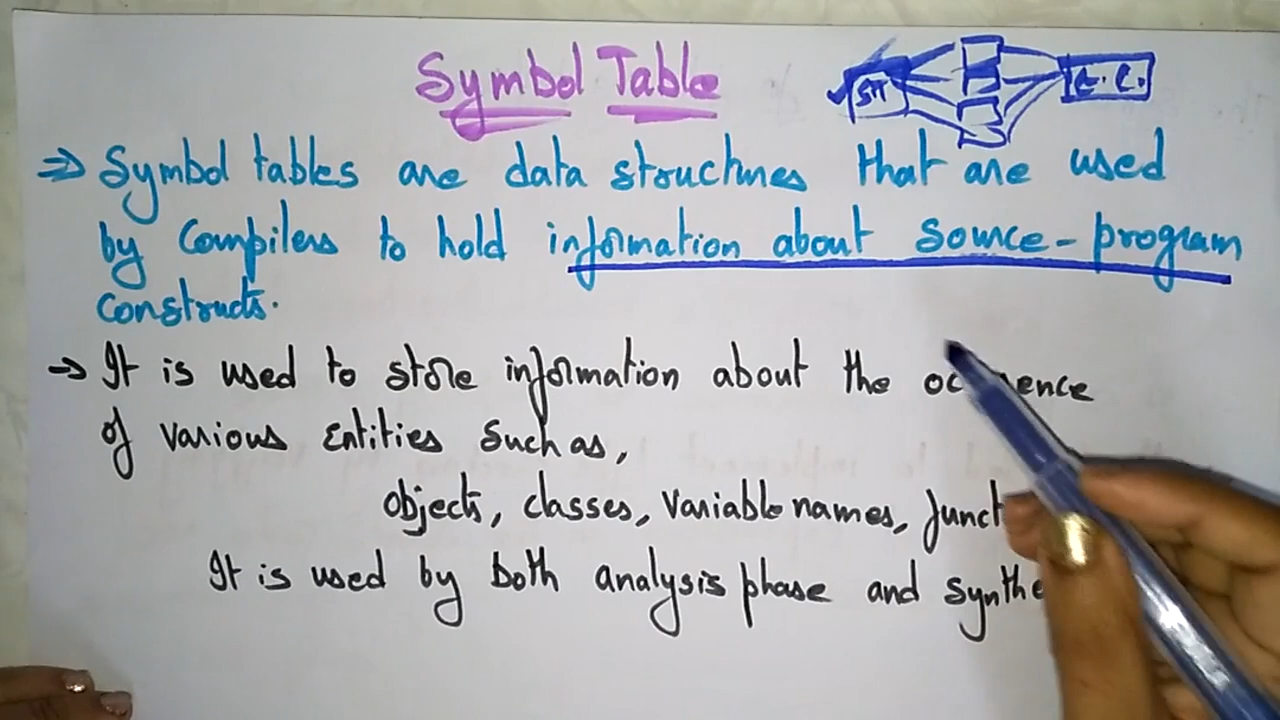 Symbol Table
ST
E.C.
⇒ Symbol tables are data structures that are used
by Compilers to hold information about source-program
constructs.
→ It is used to store information about the
of various Entities such as,
objects, classes, variable names,
It is used by both analysis phase and